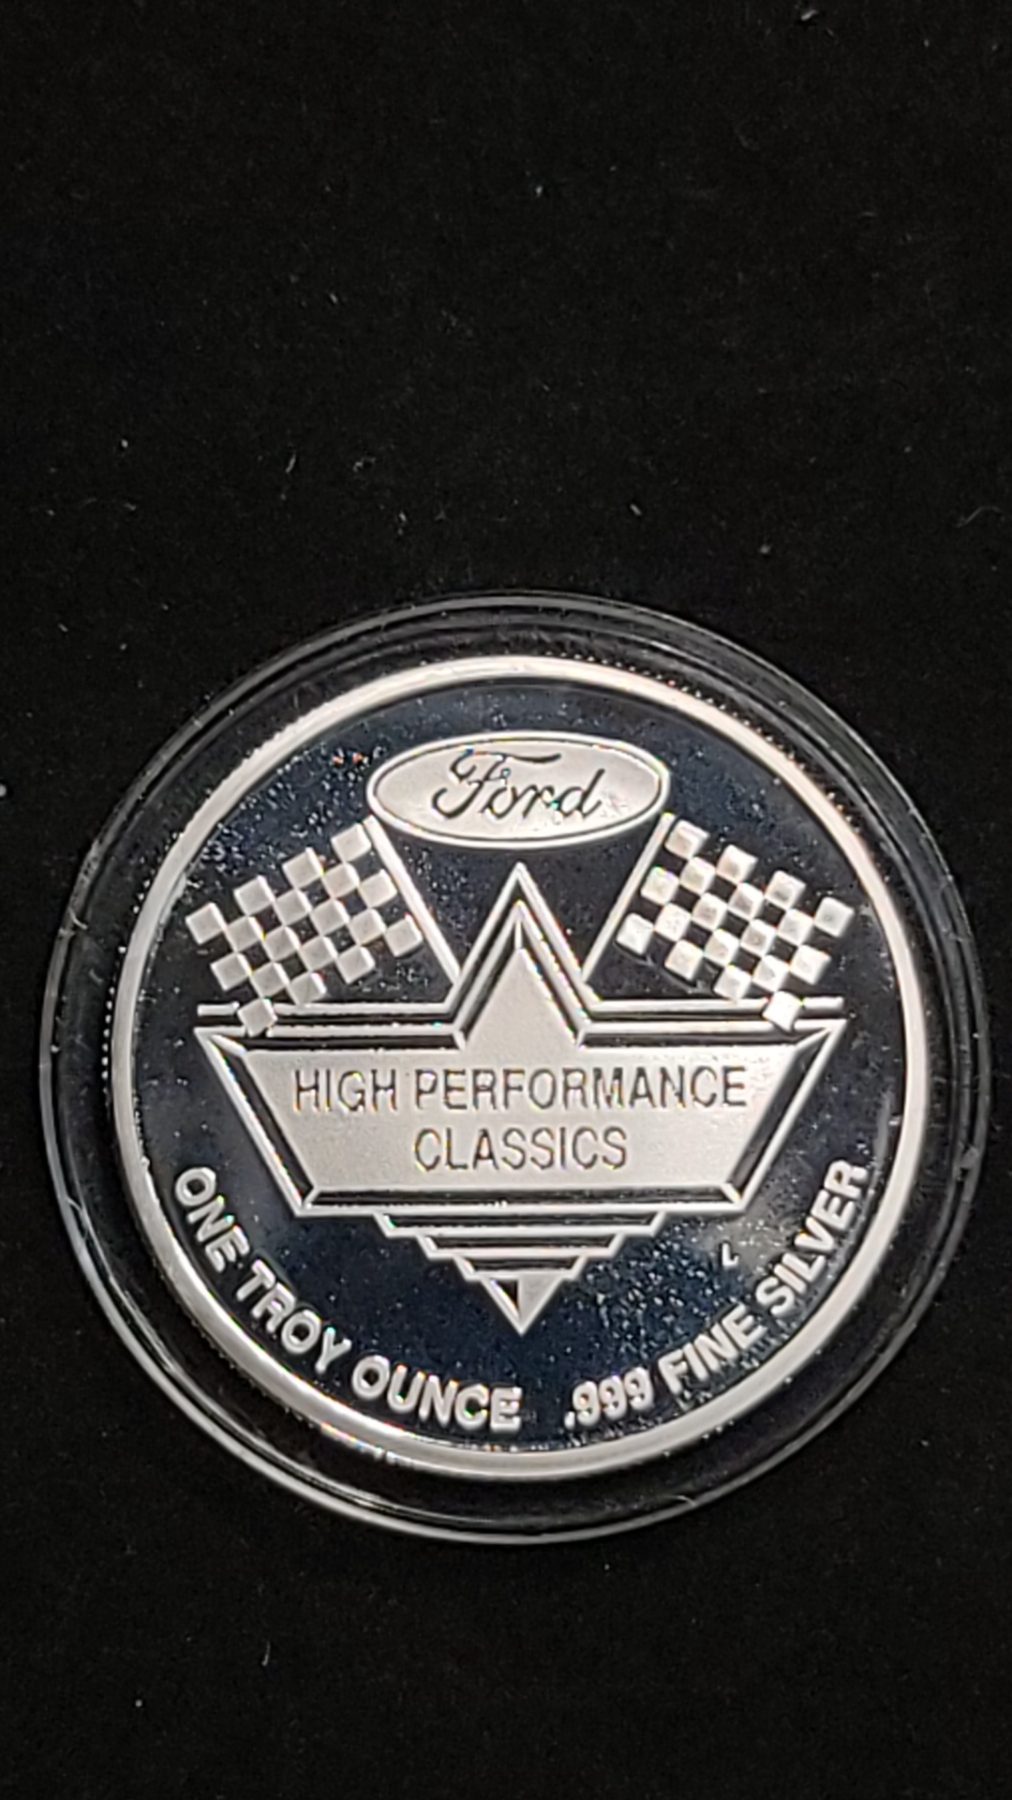 Ford
HIGH PERFORMANCE
CLASSICS
ONE TROY OUNCE .999 FINE SILVER